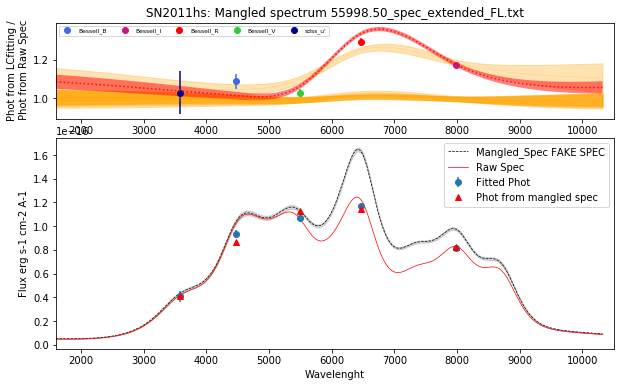 SN2011hs: Mangled spectrum 55998.50_spec_extended_FL.txt
Phot from LCfitting /
Phot from Raw Spec
Bessell_B
Bessell_I
Bessell_R
Bessell_V
sdss_u'
1.2
1.0
2000 3000 4000 5000 6000 7000 8000 9000 10000
1e−16
Flux erg s-1 cm-2 A-1
1.6
1.4
1.2
1.0
0.8
0.6
0.4
0.2
0.0
Mangled_Spec FAKE SPEC
Raw Spec
Fitted Phot
Phot from mangled spec
2000 3000 4000 5000 6000 7000 8000 9000 10000
Wavelenght